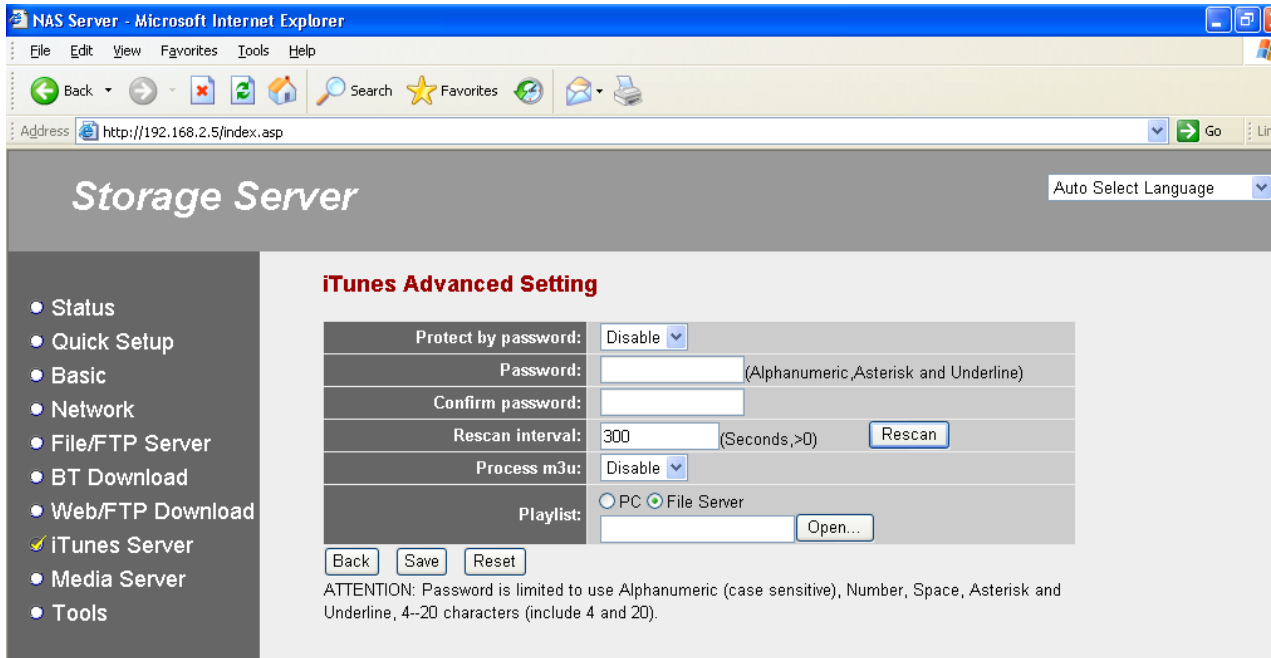 NAS Server - Microsoft Internet Explorer
File Edit View Favorites Tools Help
Back Search Favorites
Address http://192.168.2.5/index.asp Go
Storage Server
Auto Select Language
Status
Quick Setup
Basic
Network
File/FTP Server
BT Download
Web/FTP Download
iTunes Server
Media Server
Tools
iTunes Advanced Setting
Protect by password: Disable
Password: (Alphanumeric,Asterisk and Underline)
Confirm password:
Rescan interval: 300 (Seconds,>0) Rescan
Process m3u: Disable
Playlist: PC File Server
Open...
Back Save Reset
ATTENTION: Password is limited to use Alphanumeric (case sensitive), Number, Space, Asterisk and
Underline, 4--20 characters (include 4 and 20).